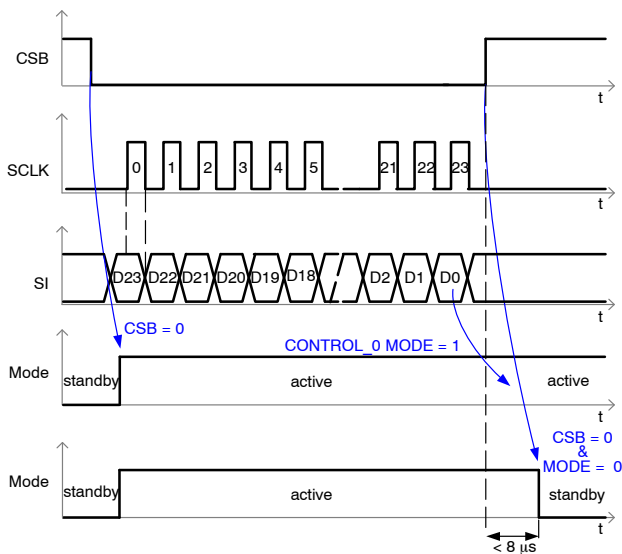 CSB
t
0 1 2 3 4 5 21 22 23
SCLK
t
D23 D22 D21 D20 D19 D18 D2 D1 D0
SI
t
CSB = 0
CONTROL_0 MODE = 1
Mode
standby active active
t
CSB = 0
&
MODE = 0
Mode
standby active standby
t
< 8 µs